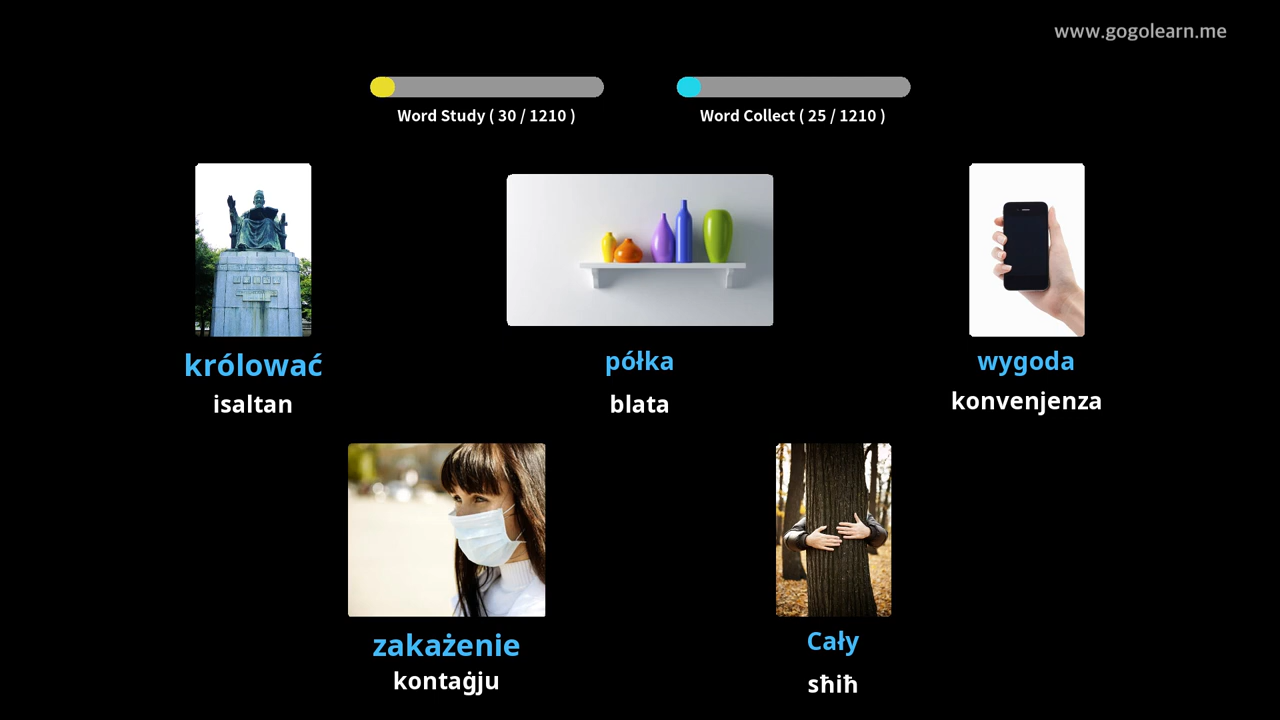 www.gogolearn.me
Word Study ( 30 / 1210 )
Word Collect ( 25 / 1210 )
królować
isaltan
półka
blata
wygoda
konvenjenza
zakażenie
kontaġju
Cały
sħiħ